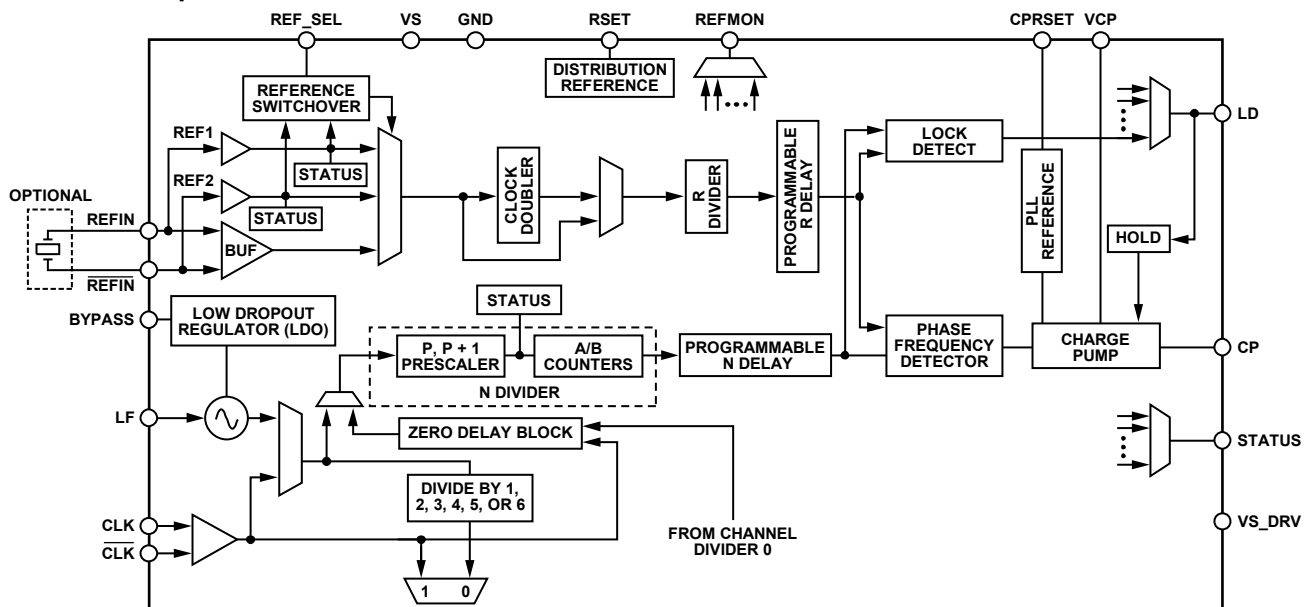 REF_SEL
VS
GND
RSET
REFMON
CPRSET
VCP
DISTRIBUTION
REFERENCE
REFERENCE
SWITCHOVER
LD
REF1
STATUS
LOCK
DETECT
REF2
STATUS
CLOCK
DOUBLER
R
DIVIDER
PROGRAMMABLE
R DELAY
PLL
REFERENCE
OPTIONAL
REFIN
BUF
HOLD
REFIN
BYPASS
LOW DROPOUT
REGULATOR (LDO)
STATUS
P, P + 1
PRESCALER
A/B
COUNTERS
N DIVIDER
PROGRAMMABLE
N DELAY
PHASE
FREQUENCY
DETECTOR
CHARGE
PUMP
CP
LF
ZERO DELAY BLOCK
STATUS
DIVIDE BY 1,
2, 3, 4, 5, OR 6
CLK
CLK
FROM CHANNEL
DIVIDER 0
VS_DRV
1 0